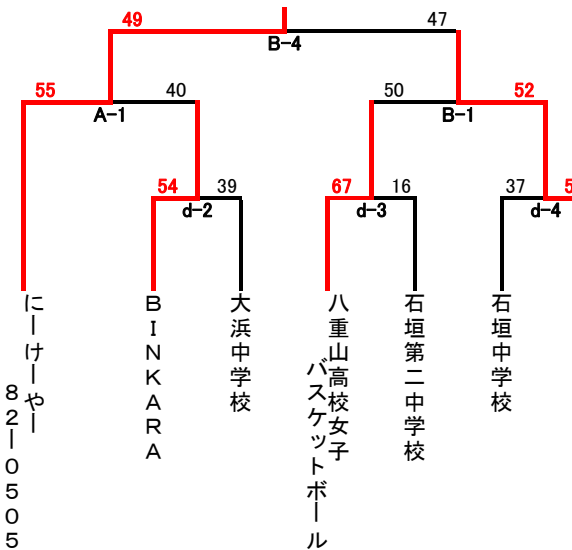 49
47
B-4
55
40
50
52
A-1
B-1
54
39
67
16
37
5
d-2
d-3
d-4
にーけーやー
82ー0505
BINKARA
大浜中学校
八重山高校女子
バスケットボール
石垣第二中学校
石垣中学校